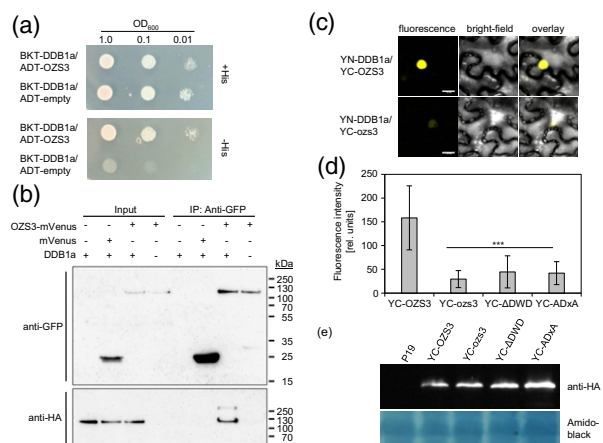 (a)
OD600
1.0 0.1 0.01
BKT-DDB1a/
ADT-OZS3
BKT-DDB1a/
ADT-empty
+His
BKT-DDB1a/
ADT-OZS3
BKT-DDB1a/
ADT-empty
-His
(b)
Input IP: Anti-GFP
OZS3-mVenus - - + + - - + +
mVenus - + - - - + - -
DDB1a + + + - + + + -
kDa
anti-GFP
250
130
100
70
55
35
25
15
anti-HA
250
130
100
70
(c)
fluorescence bright-field overlay
YN-DDB1a/
YC-OZS3
YN-DDB1a/
YC-ozs3
(d)
Fluorescence intensity
[rel. units]
250
200
150
100
50
0
***
YC-OZS3 YC-ozs3 YC-ΔDWD YC-ADxA
(e)
P19 YC-OZS3 YC-ozs3 YC-ΔDWD YC-ADxA
anti-HA
Amido-
black